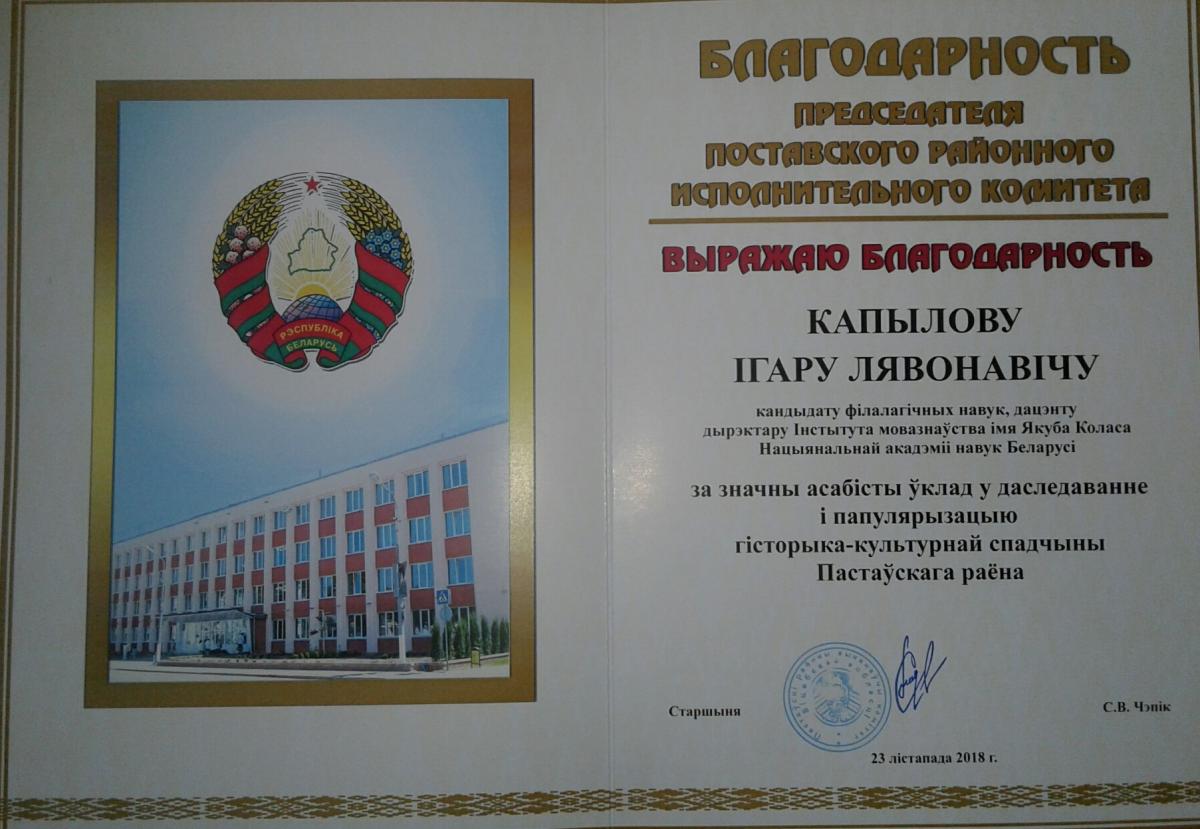 РЭСПУБЛІКА
БЕЛАРУСЬ
БЛАГОДАРНОСТЬ
ПРЕДСЕДАТЕЛЯ
ПОСТАВСКОГО РАЙОННОГО
ИСПОЛНИТЕЛЬНОГО КОМИТЕТА
ВЫРАЖАЮ БЛАГОДАРНОСТЬ
КАПЫЛОВУ
ІГАРУ ЛЯВОНАВІЧУ
кандыдату філалагічных навук, дацэнту
дырэктару Інстытута мовазнаўства імя Якуба Коласа
Нацыянальнай акадэміі навук Беларусі
за значны асабісты ўклад у даследаванне
і папулярызацыю
гісторыка-культурнай спадчыны
Пастаўскага раёна
Старшыня
С.В. Чэпік
23 лістапада 2018 г.